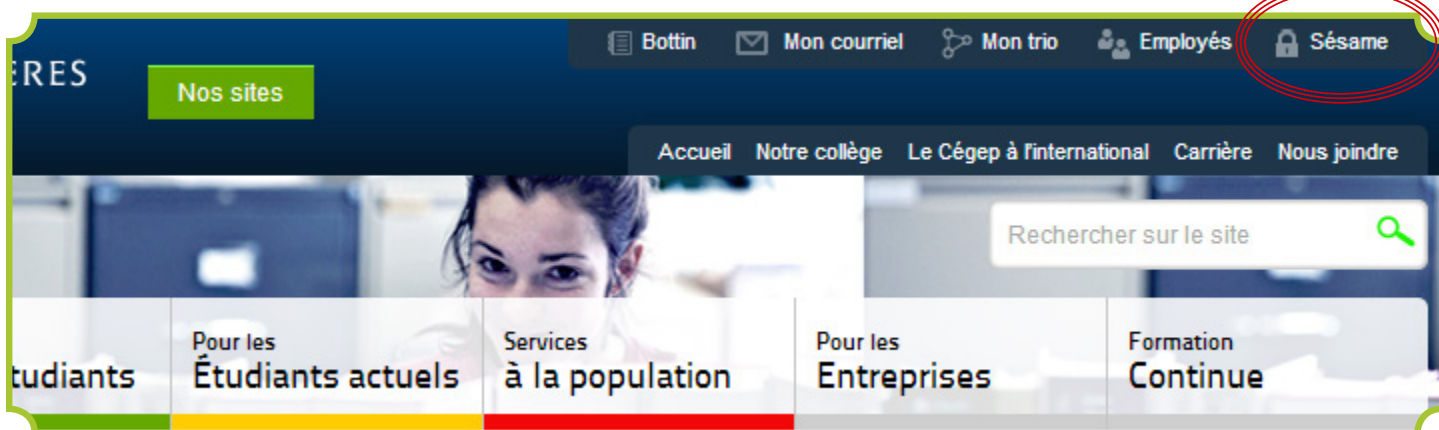 Bottin Mon courriel Mon trio Employés Sésame
ÈRES
Nos sites
Accueil Notre collège Le Cégep à l'international Carrière Nous joindre
Rechercher sur le site
Pour les Services Pour les Formation
tudiants Étudiants actuels à la population Entreprises Continue